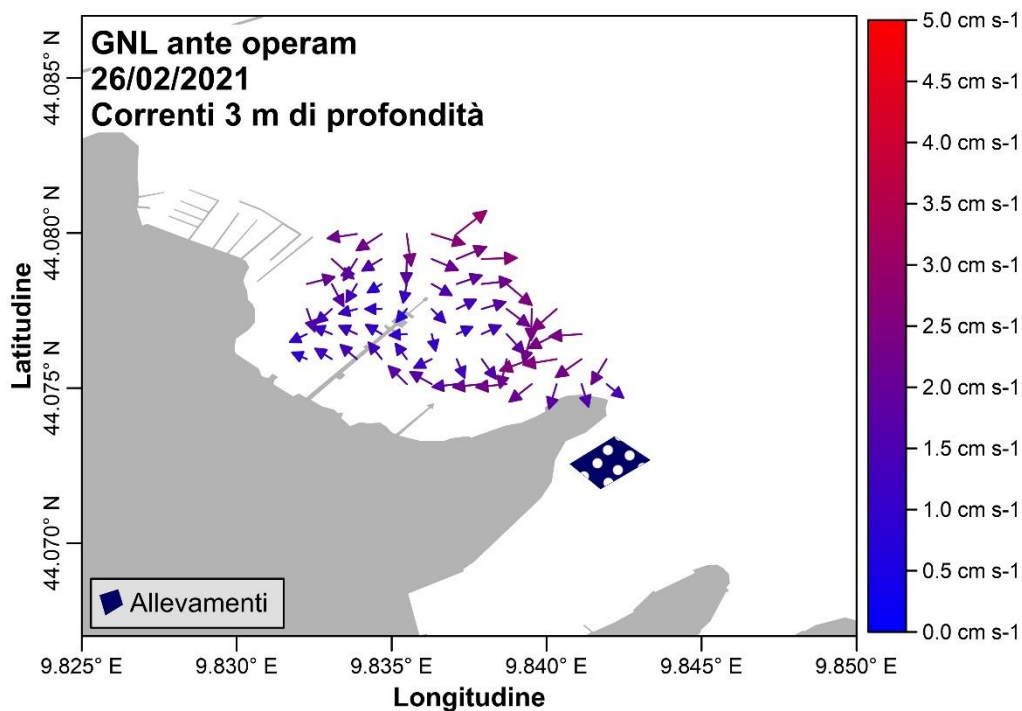 GNL ante operam
26/02/2021
Correnti 3 m di profondità
Latitudine
44.085° N
44.080° N
44.075° N
44.070° N
Allevamenti
9.825° E
9.830° E
9.835° E
9.840° E
9.845° E
9.850° E
Longitudine
5.0 cm s-1
4.5 cm s-1
4.0 cm s-1
3.5 cm s-1
3.0 cm s-1
2.5 cm s-1
2.0 cm s-1
1.5 cm s-1
1.0 cm s-1
0.5 cm s-1
0.0 cm s-1